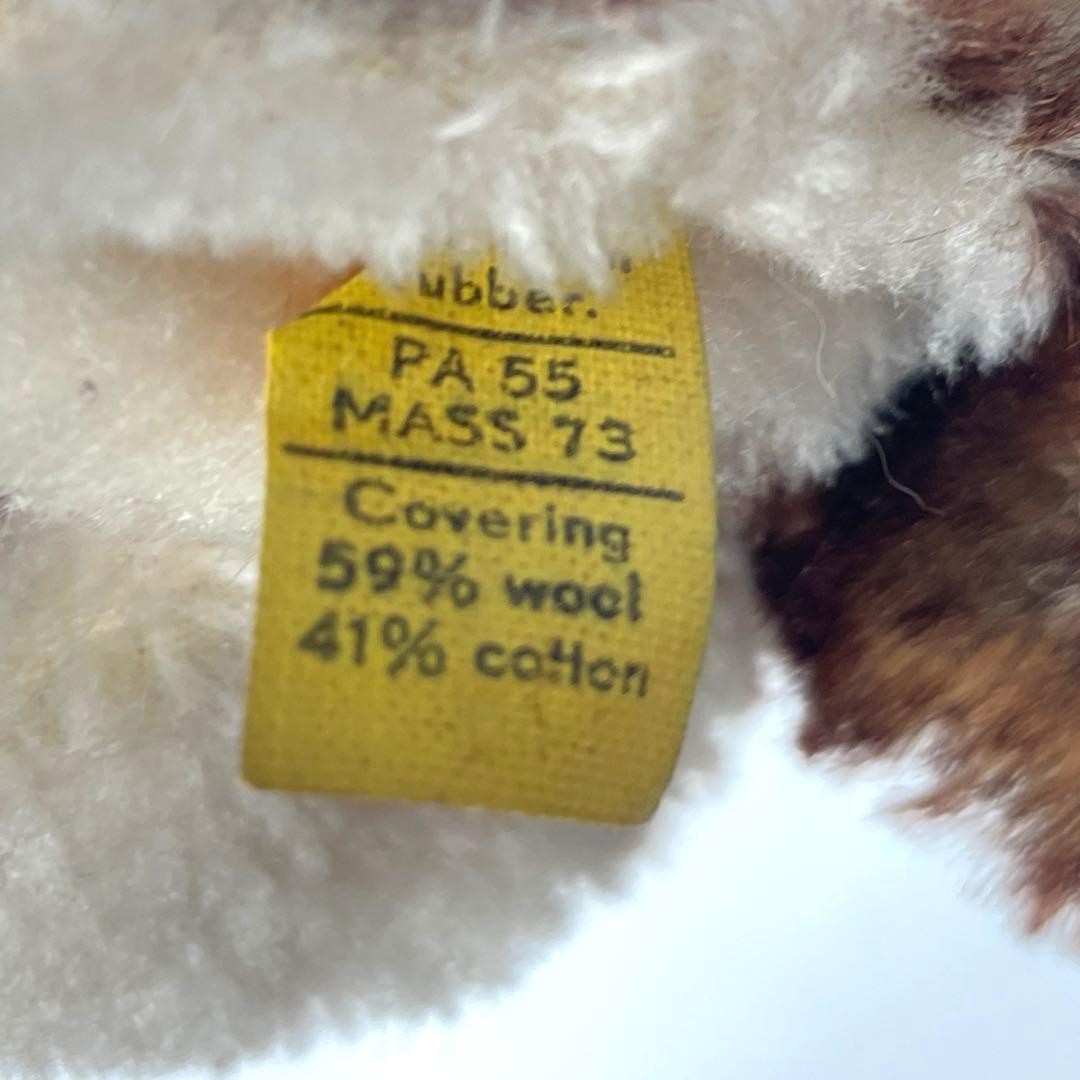 ubber.
PA 55
MASS 73
Covering
59% wool
41% cotton